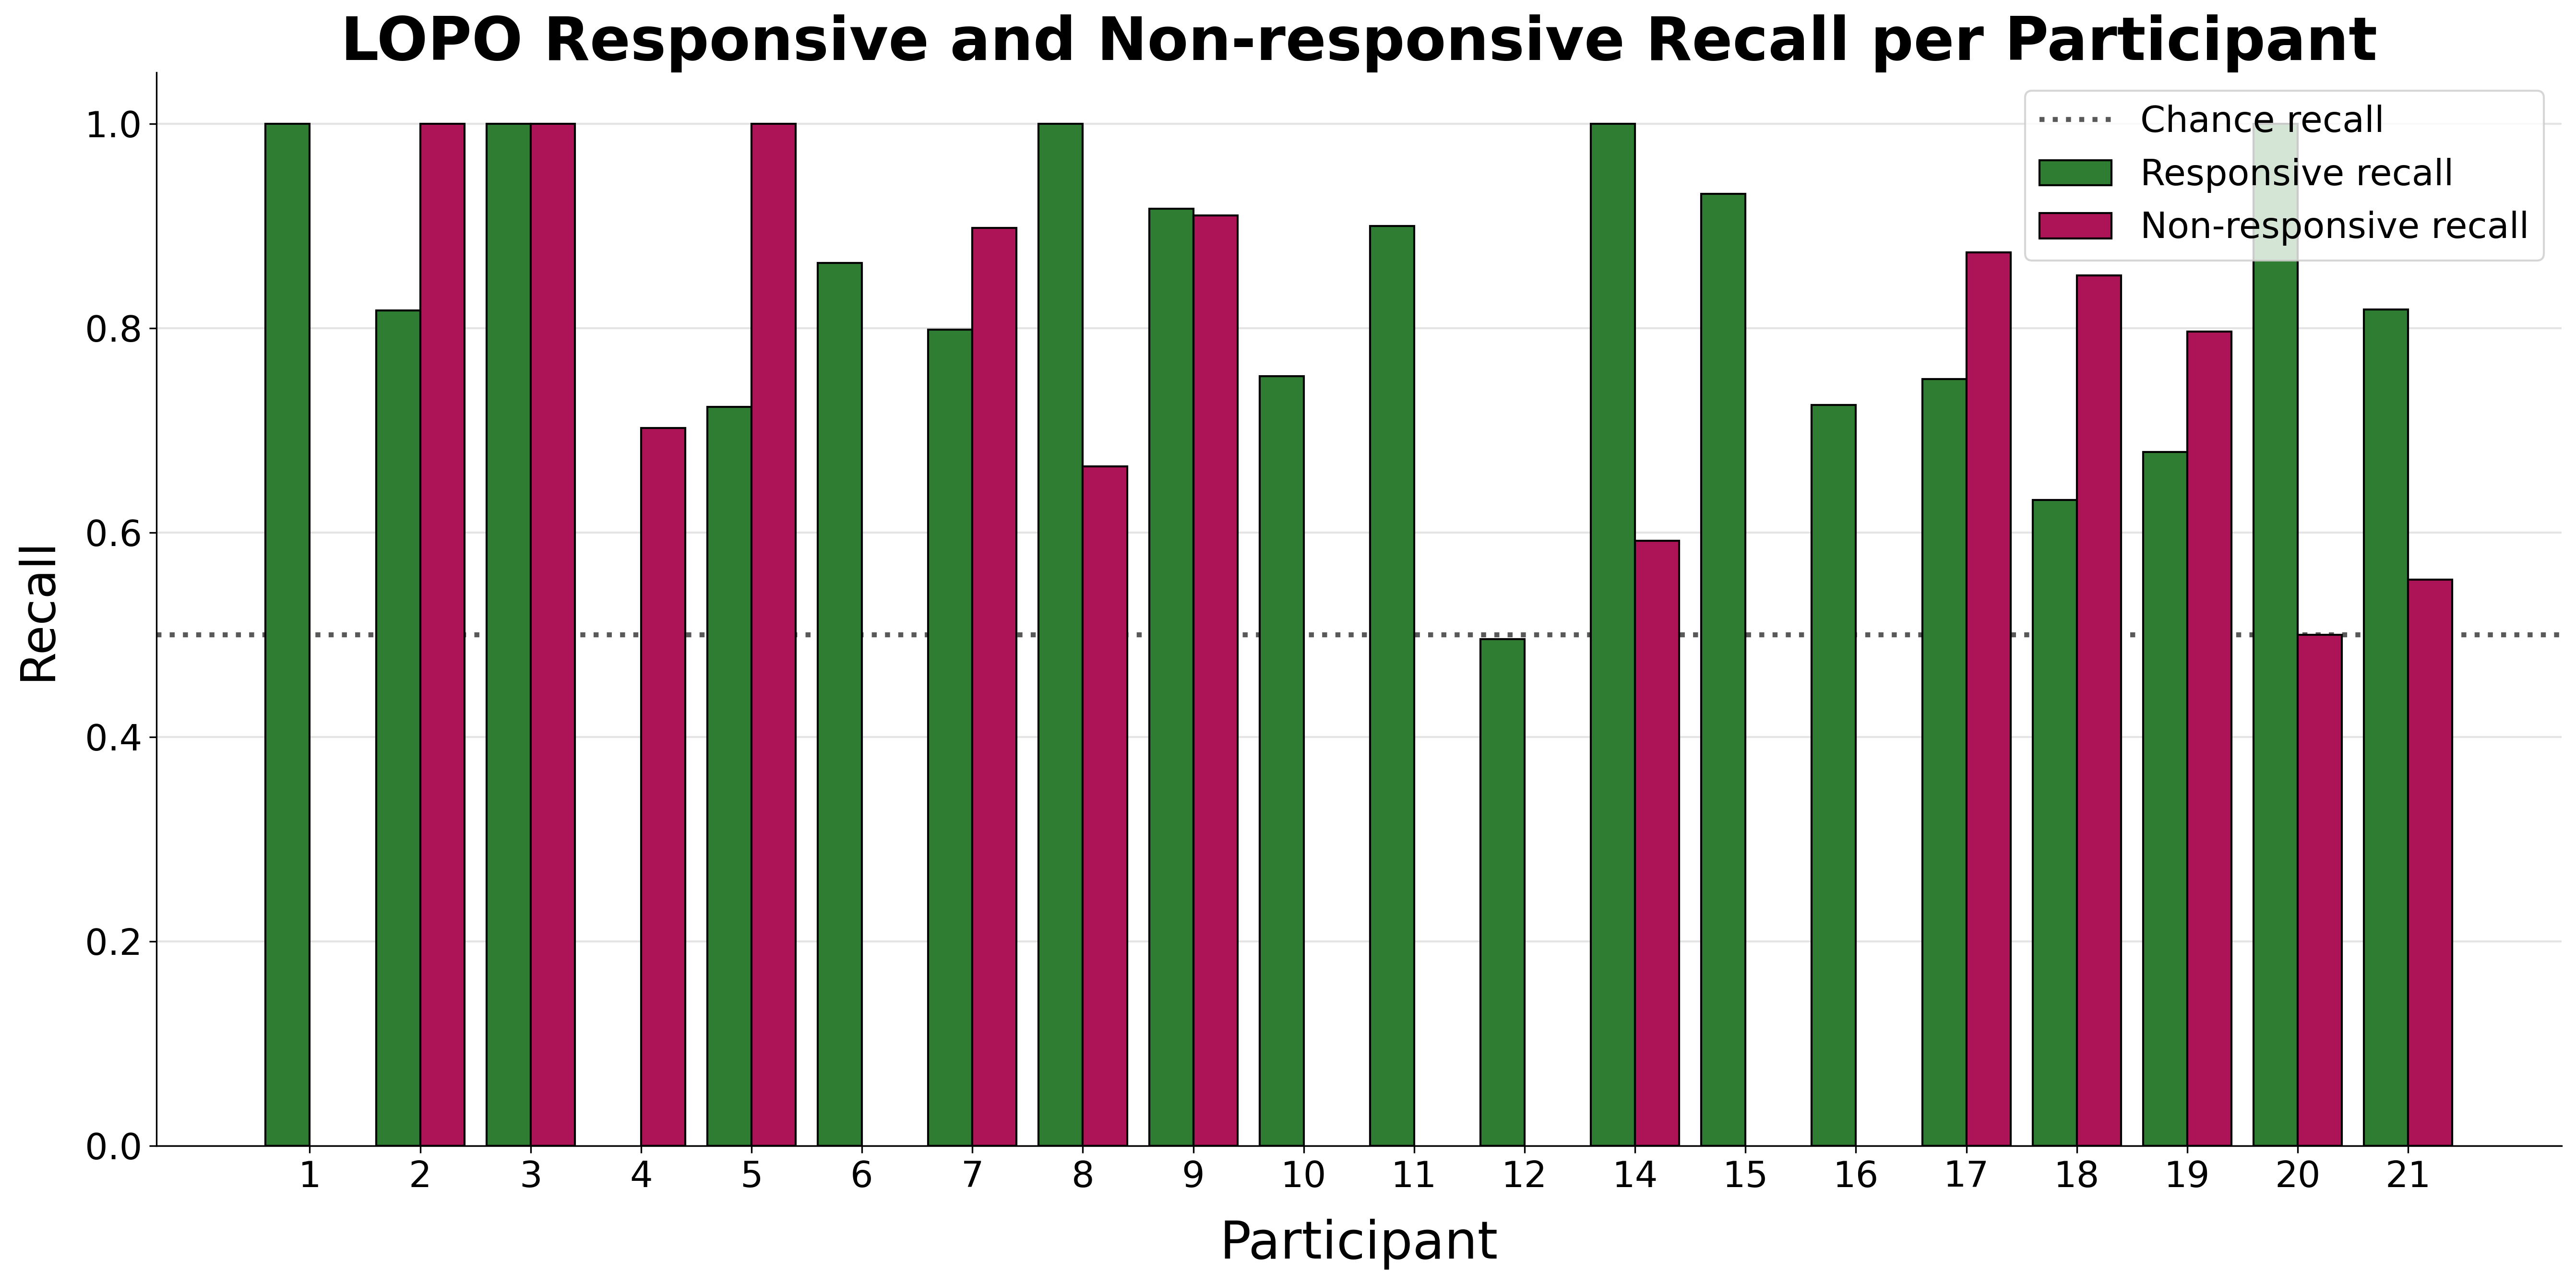 LOPO Responsive and Non-responsive Recall per Participant
Chance recall
Responsive recall
Non-responsive recall
1.0
0.8
0.6
0.4
0.2
0.0
Recall
1 2 3 4 5 6 7 8 9 10 11 12 14 15 16 17 18 19 20 21
Participant